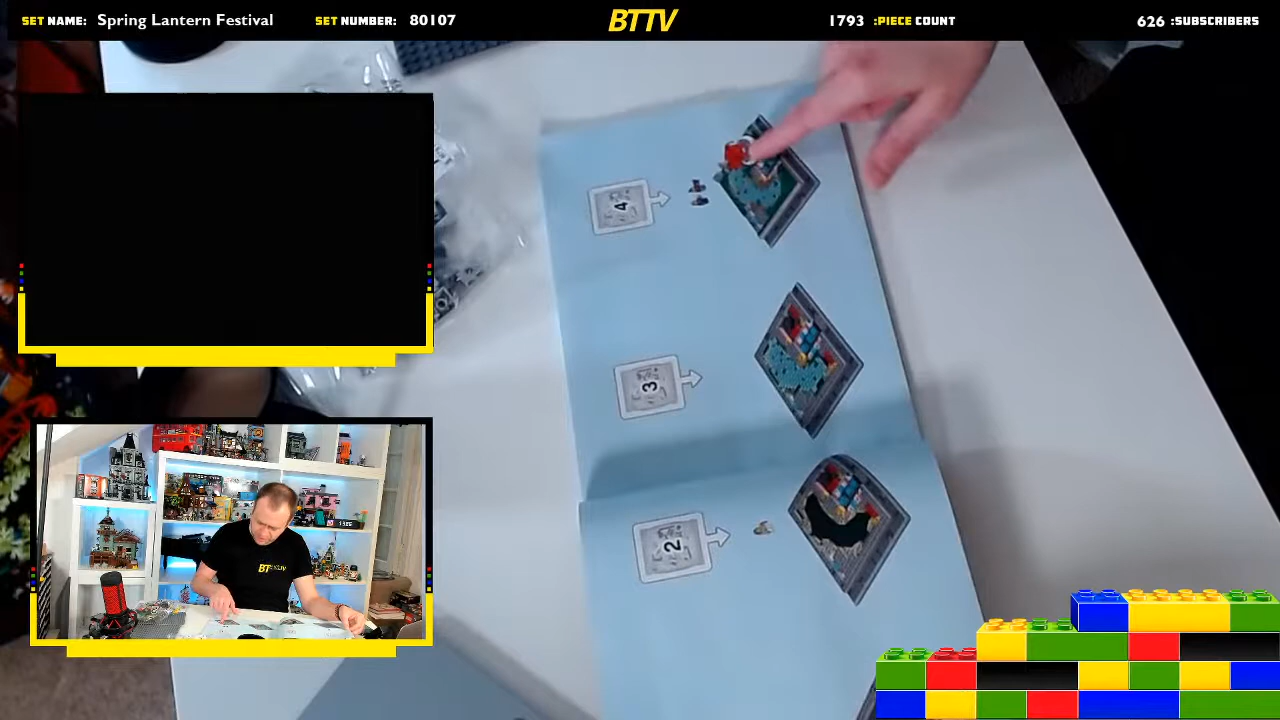 SET NAME: Spring Lantern Festival SET NUMBER: 80107 BTTV 1793 :PIECE COUNT 626 :SUBSCRIBERS
4
3
2